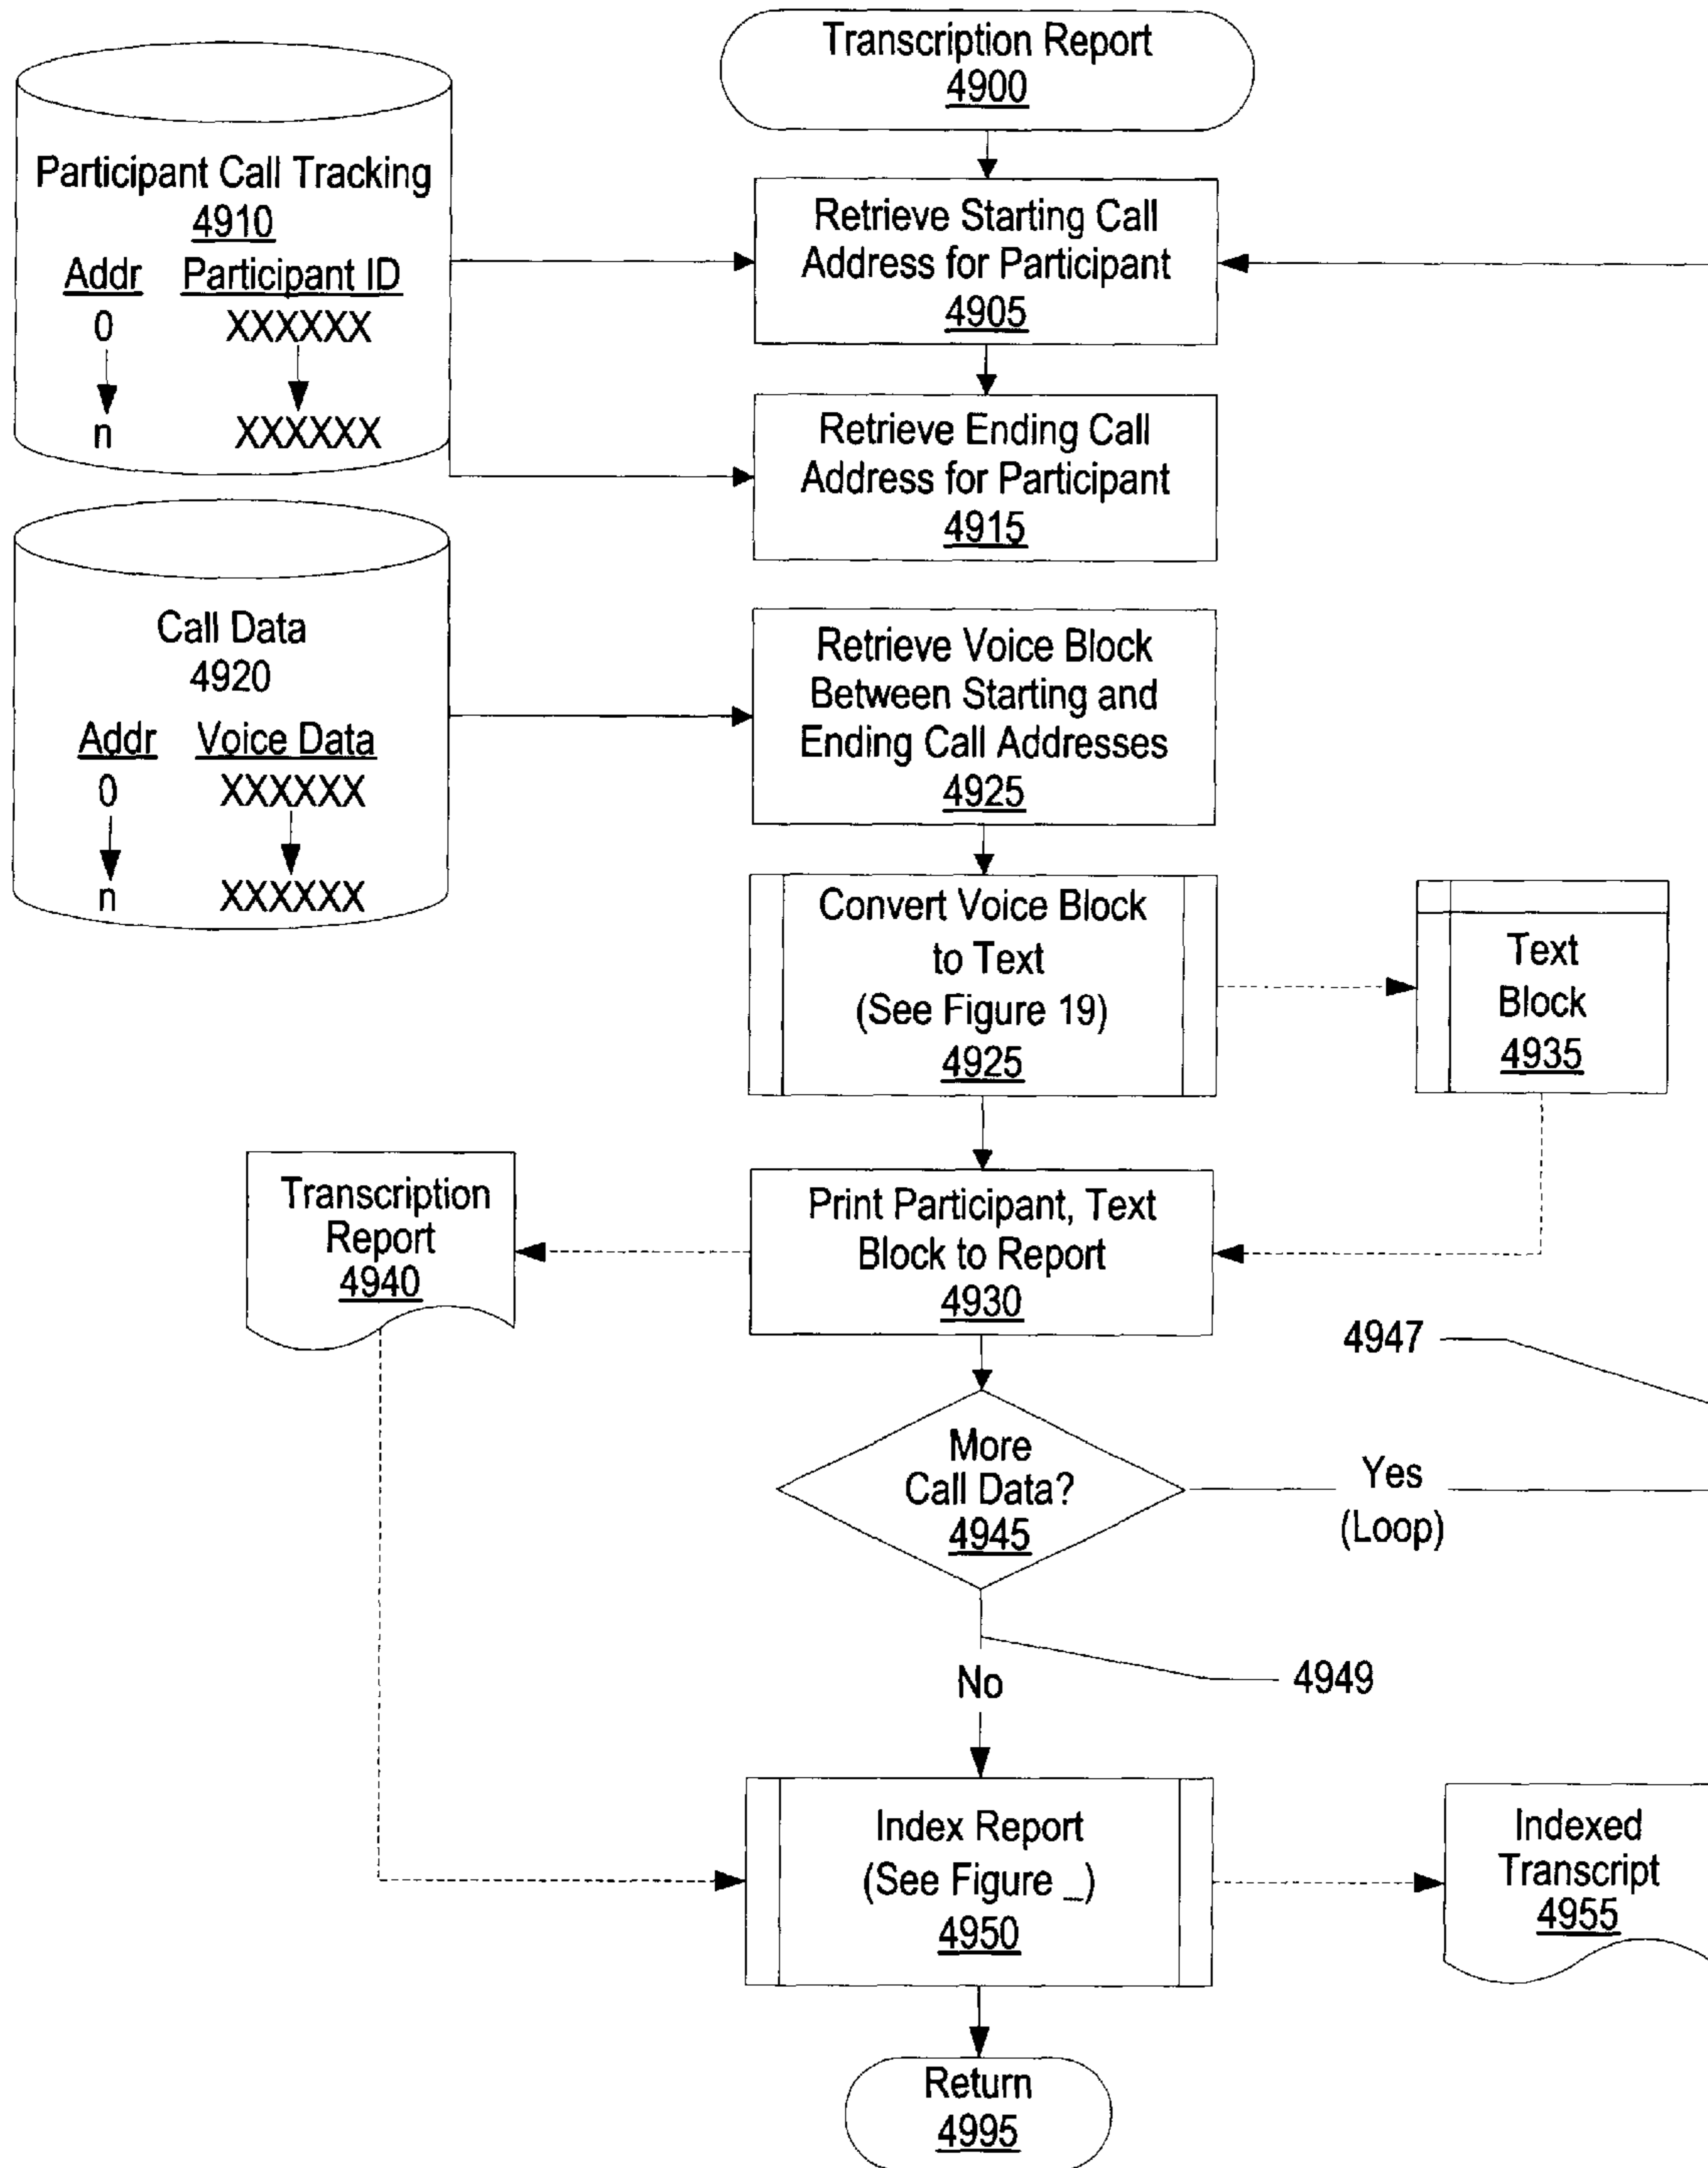 Transcription Report
4900
Participant Call Tracking
4910
Addr Participant ID
0 XXXXXX
n XXXXXX
Retrieve Starting Call
Address for Participant
4905
Retrieve Ending Call
Address for Participant
4915
Call Data
4920
Addr Voice Data
0 XXXXXX
n XXXXXX
Retrieve Voice Block
Between Starting and
Ending Call Addresses
4925
Convert Voice Block
to Text
(See Figure 19)
4925
Text
Block
4935
Transcription
Report
4940
Print Participant, Text
Block to Report
4930
4947
More
Call Data?
4945
Yes
(Loop)
No
4949
Index Report
(See Figure _)
4950
Indexed
Transcript
4955
Return
4995